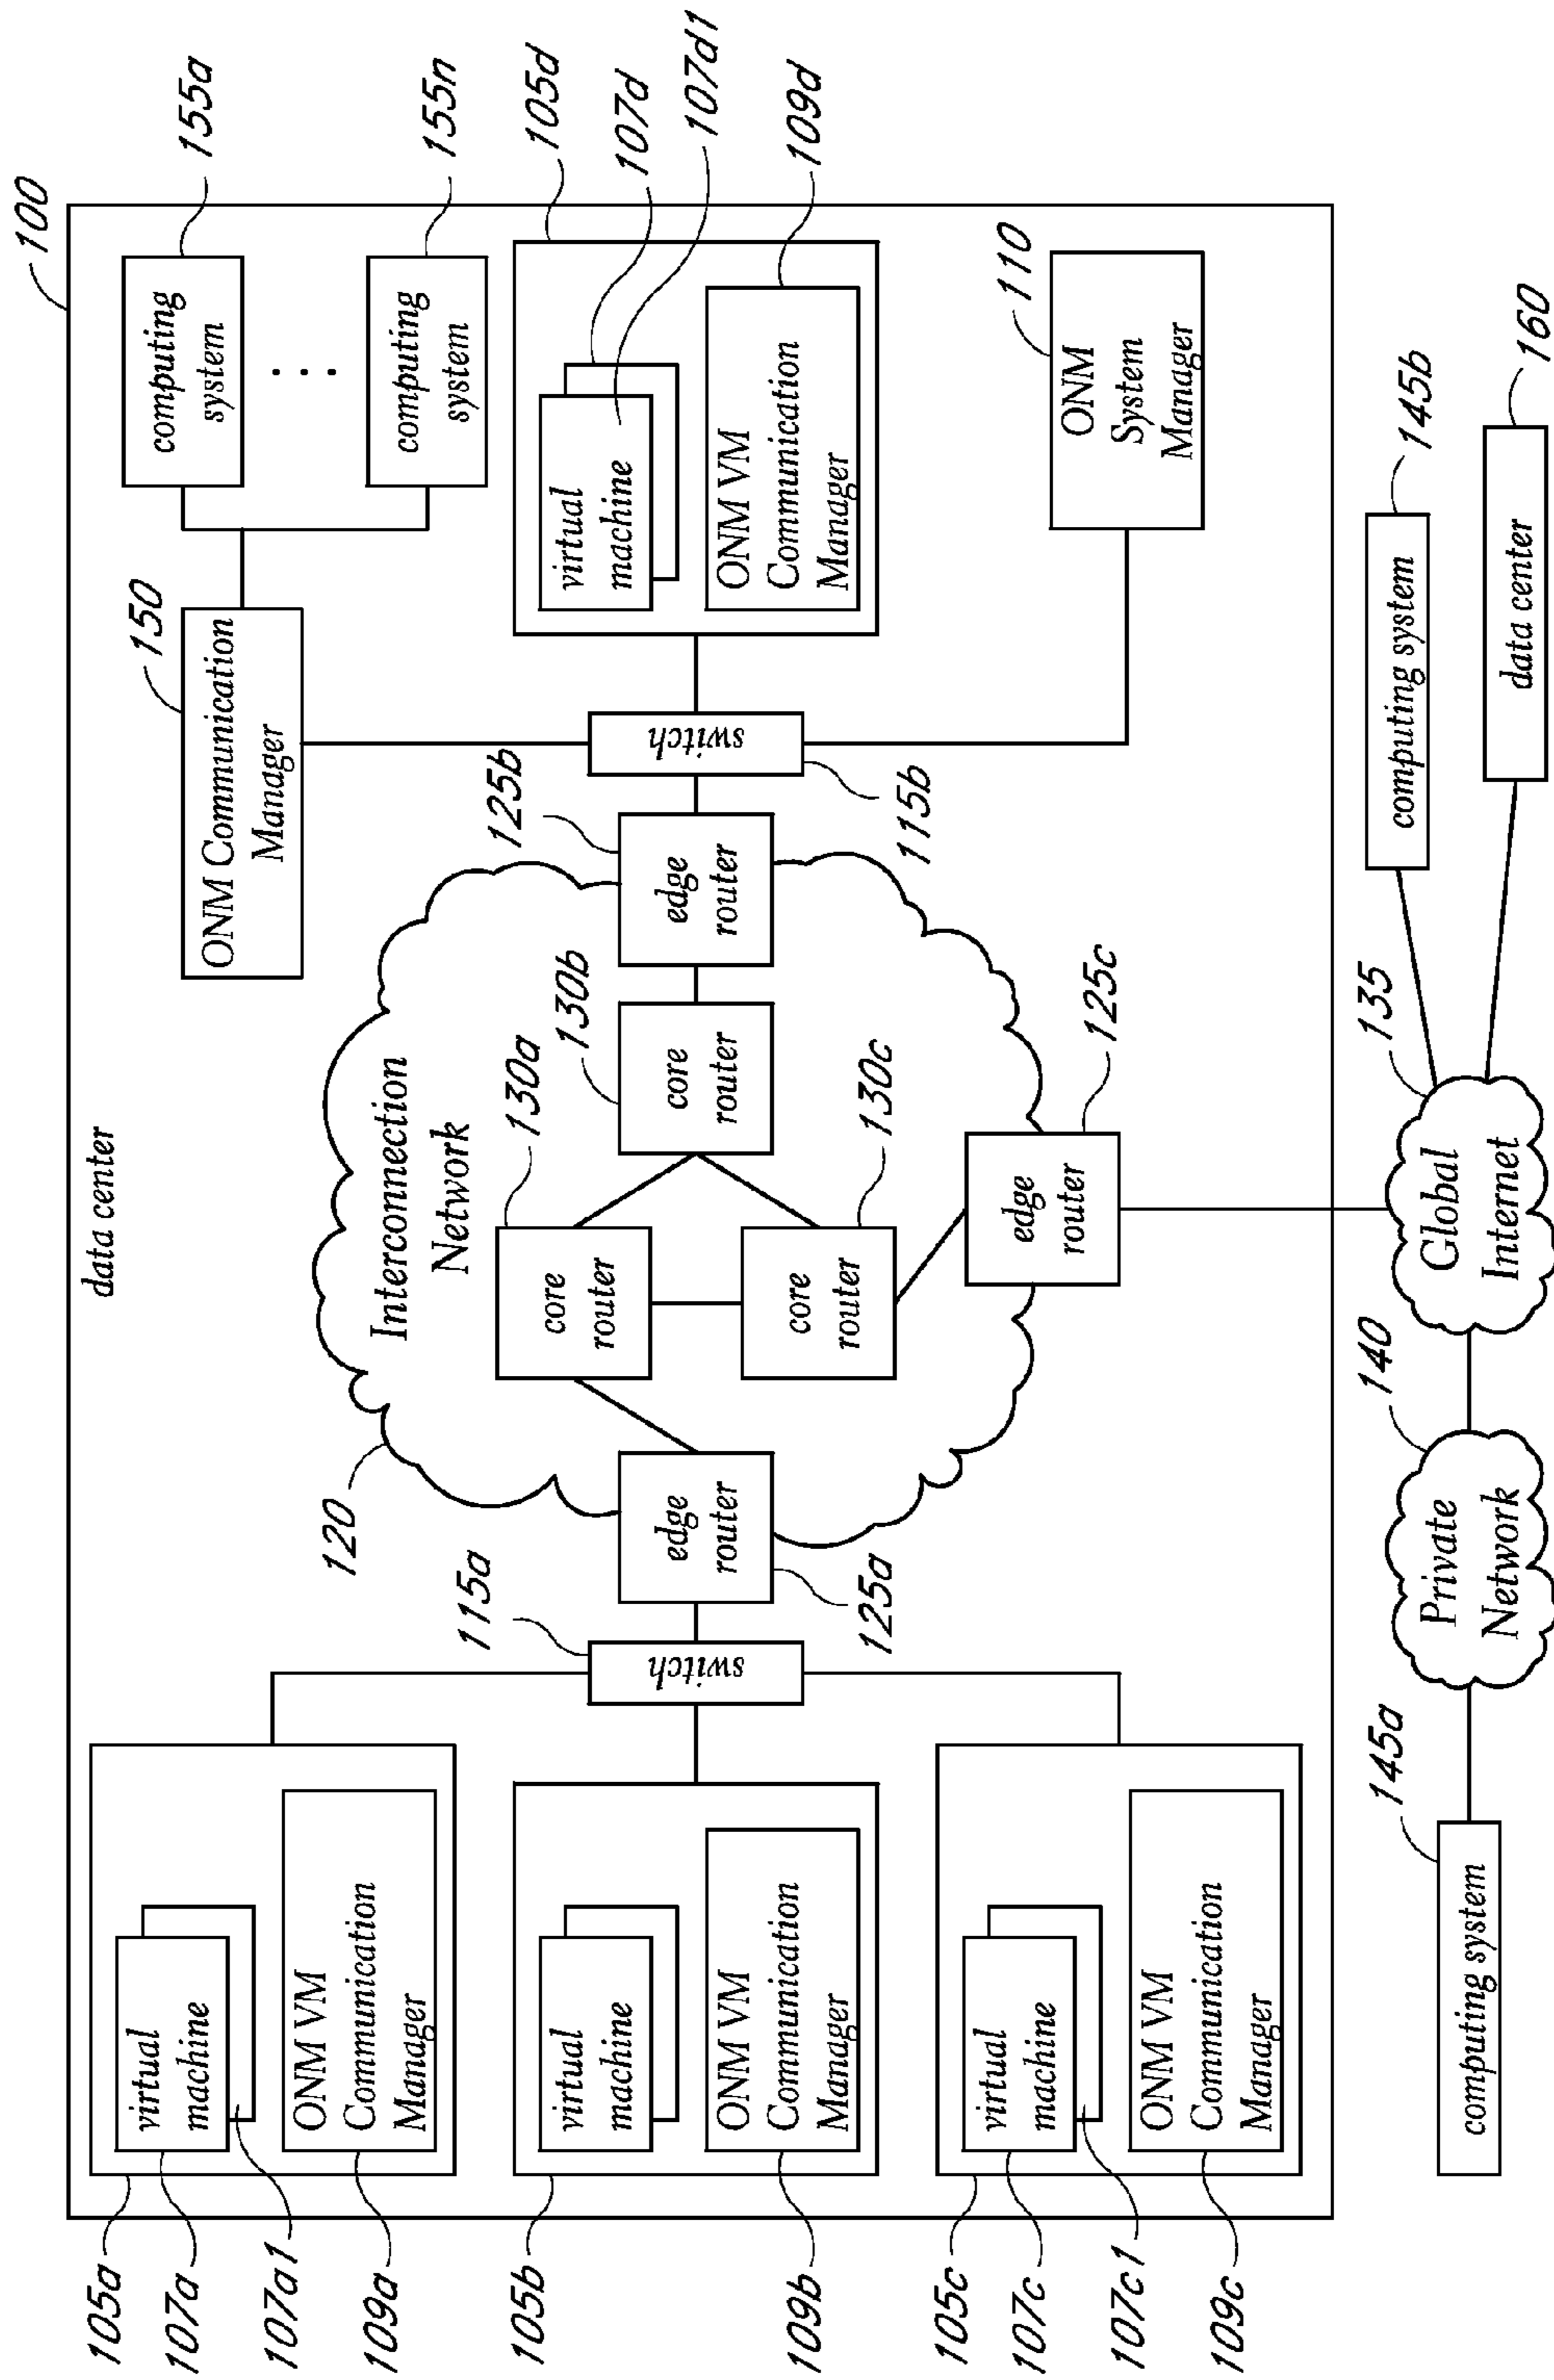 100
data center
105a
107a
107a1
109a
virtual
machine
ONM VM
Communication
Manager
105b
109b
virtual
machine
ONM VM
Communication
Manager
105c
107c
107c1
109c
virtual
machine
ONM VM
Communication
Manager
115a
switch
120
Interconnection
Network
125a
edge
router
130a
core
router
130b
core
router
130c
core
router
125b
edge
router
125c
edge
router
115b
switch
150
ONM Communication
Manager
155a
computing
system
...
155n
computing
system
105d
107d
107d1
109d
virtual
machine
ONM VM
Communication
Manager
110
ONM
System
Manager
145a
computing system
140
Private
Network
135
Global
Internet
145b
computing system
160
data center